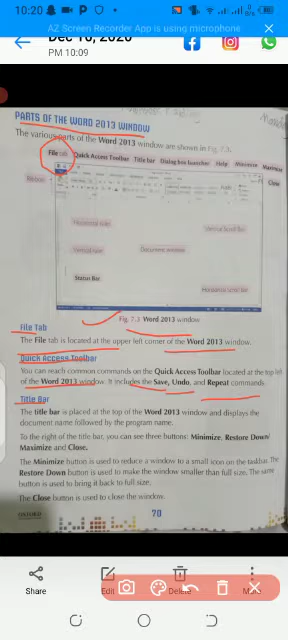 10:20
A2 Screen Recorder App is using microphone
Dec 10, 2020
PM 10:09
PARTS OF THE WORD 2013 WINDOW
The various parts of the Word 2013 window are shown in Fig. 7.3.
File tab Quick Access Toolbar Title bar Dialog box launcher Help Minimize Maximize
Ribbon
Close
Horizontal ruler
Vertical Scroll Bar
Vertical ruler
Document window
Status Bar
Horizontal Scroll Bar
Fig. 7.3 Word 2013 window
File Tab
The File tab is located at the upper left corner of the Word 2013 window.
Quick Access Toolbar
You can reach common commands on the Quick Access Toolbar located at the top left
of the Word 2013 window. It includes the Save, Undo, and Repeat commands.
Title Bar
The title bar is placed at the top of the Word 2013 window and displays the
document name followed by the program name.
To the right of the title bar, you can see three buttons: Minimize, Restore Down/
Maximize and Close.
The Minimize button is used to reduce a window to a small icon on the taskbar. The
Restore Down button is used to make the window smaller than full size. The same
button is used to bring it back to full size.
The Close button is used to close the window.
OXFORD
70
Share
Edit
Delete
More